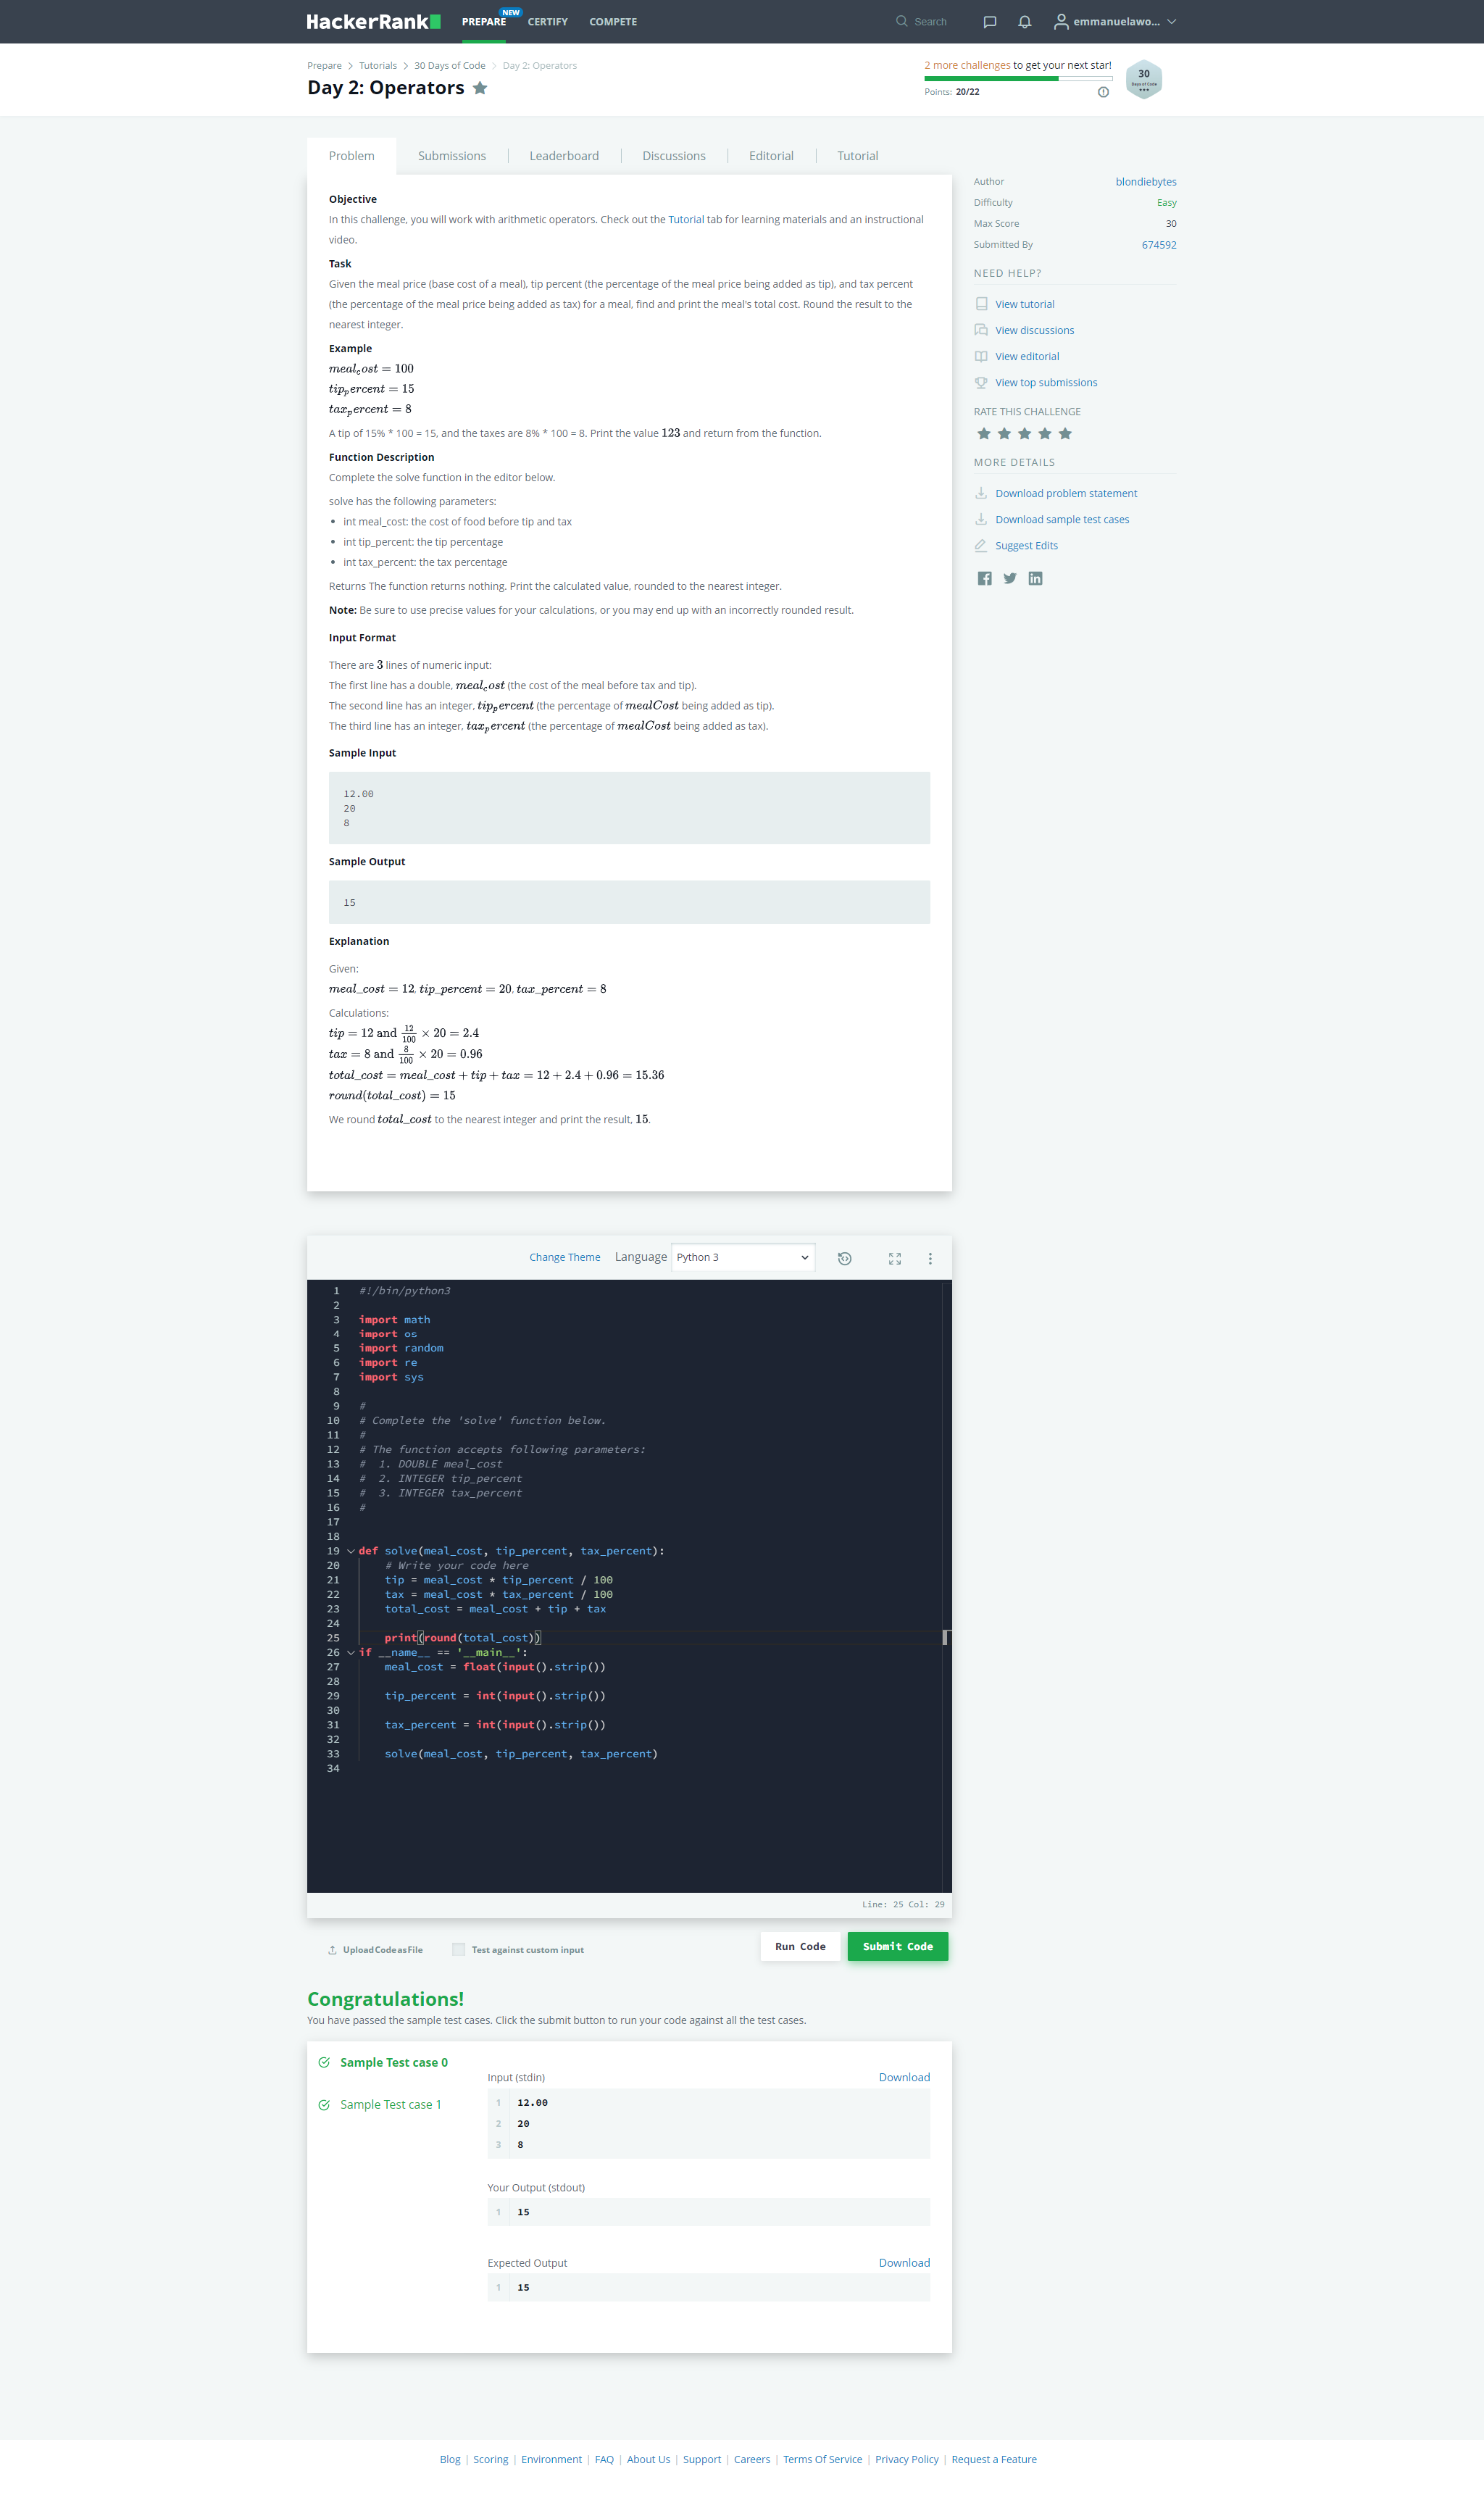 HackerRank
PREPARE
NEW
CERTIFY
COMPETE
Search
emmanuelawo...
Prepare > Tutorials > 30 Days of Code > Day 2: Operators
Day 2: Operators
2 more challenges to get your next star!
Points: 20/22
30
Days of Code
Problem
Submissions
Leaderboard
Discussions
Editorial
Tutorial
Objective
In this challenge, you will work with arithmetic operators. Check out the Tutorial tab for learning materials and an instructional
video.
Task
Given the meal price (base cost of a meal), tip percent (the percentage of the meal price being added as tip), and tax percent
(the percentage of the meal price being added as tax) for a meal, find and print the meal's total cost. Round the result to the
nearest integer.
Example
meal_cost = 100
tip_percent = 15
tax_percent = 8
A tip of 15% * 100 = 15, and the taxes are 8% * 100 = 8. Print the value 123 and return from the function.
Function Description
Complete the solve function in the editor below.
solve has the following parameters:
• int meal_cost: the cost of food before tip and tax
• int tip_percent: the tip percentage
• int tax_percent: the tax percentage
Returns The function returns nothing. Print the calculated value, rounded to the nearest integer.
Note: Be sure to use precise values for your calculations, or you may end up with an incorrectly rounded result.
Input Format
There are 3 lines of numeric input:
The first line has a double, meal_cost (the cost of the meal before tax and tip).
The second line has an integer, tip_percent (the percentage of mealCost being added as tip).
The third line has an integer, tax_percent (the percentage of mealCost being added as tax).
Sample Input
12.00
20
8
Sample Output
15
Explanation
Given:
meal_cost = 12, tip_percent = 20, tax_percent = 8
Calculations:
tip = 12 and 12/100 × 20 = 2.4
tax = 8 and 8/100 × 20 = 0.96
total_cost = meal_cost + tip + tax = 12 + 2.4 + 0.96 = 15.36
round(total_cost) = 15
We round total_cost to the nearest integer and print the result, 15.
Author
blondiebytes
Difficulty
Easy
Max Score
30
Submitted By
674592
NEED HELP?
View tutorial
View discussions
View editorial
View top submissions
RATE THIS CHALLENGE
MORE DETAILS
Download problem statement
Download sample test cases
Suggest Edits
Change Theme
Language
Python 3
1 #!/bin/python3
2
3 import math
4 import os
5 import random
6 import re
7 import sys
8
9 #
10 # Complete the 'solve' function below.
11 #
12 # The function accepts following parameters:
13 #  1. DOUBLE meal_cost
14 #  2. INTEGER tip_percent
15 #  3. INTEGER tax_percent
16 #
17
18
19 def solve(meal_cost, tip_percent, tax_percent):
20     # Write your code here
21     tip = meal_cost * tip_percent / 100
22     tax = meal_cost * tax_percent / 100
23     total_cost = meal_cost + tip + tax
24
25     print(round(total_cost))
26 if __name__ == '__main__':
27     meal_cost = float(input().strip())
28
29     tip_percent = int(input().strip())
30
31     tax_percent = int(input().strip())
32
33     solve(meal_cost, tip_percent, tax_percent)
34
Line: 25 Col: 29
Upload Code as File
Test against custom input
Run Code
Submit Code
Congratulations!
You have passed the sample test cases. Click the submit button to run your code against all the test cases.
Sample Test case 0
Sample Test case 1
Input (stdin)
Download
1 12.00
2 20
3 8
Your Output (stdout)
1 15
Expected Output
Download
1 15
Blog | Scoring | Environment | FAQ | About Us | Support | Careers | Terms Of Service | Privacy Policy | Request a Feature